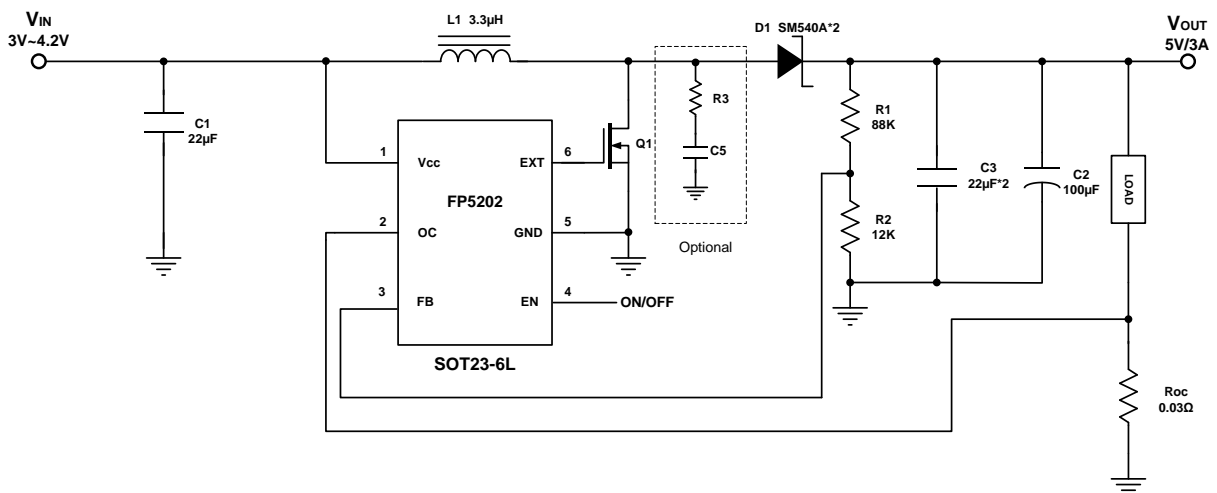 VIN
3V~4.2V
L1 3.3µH
D1 SM540A*2
VOUT
5V/3A
C1
22µF
R3
C5
Optional
R1
88K
R2
12K
C3
22µF*2
C2
100µF
LOAD
1
Vcc
EXT
6
Q1
FP5202
2
OC
GND
5
3
FB
EN
4
ON/OFF
SOT23-6L
Roc
0.03Ω